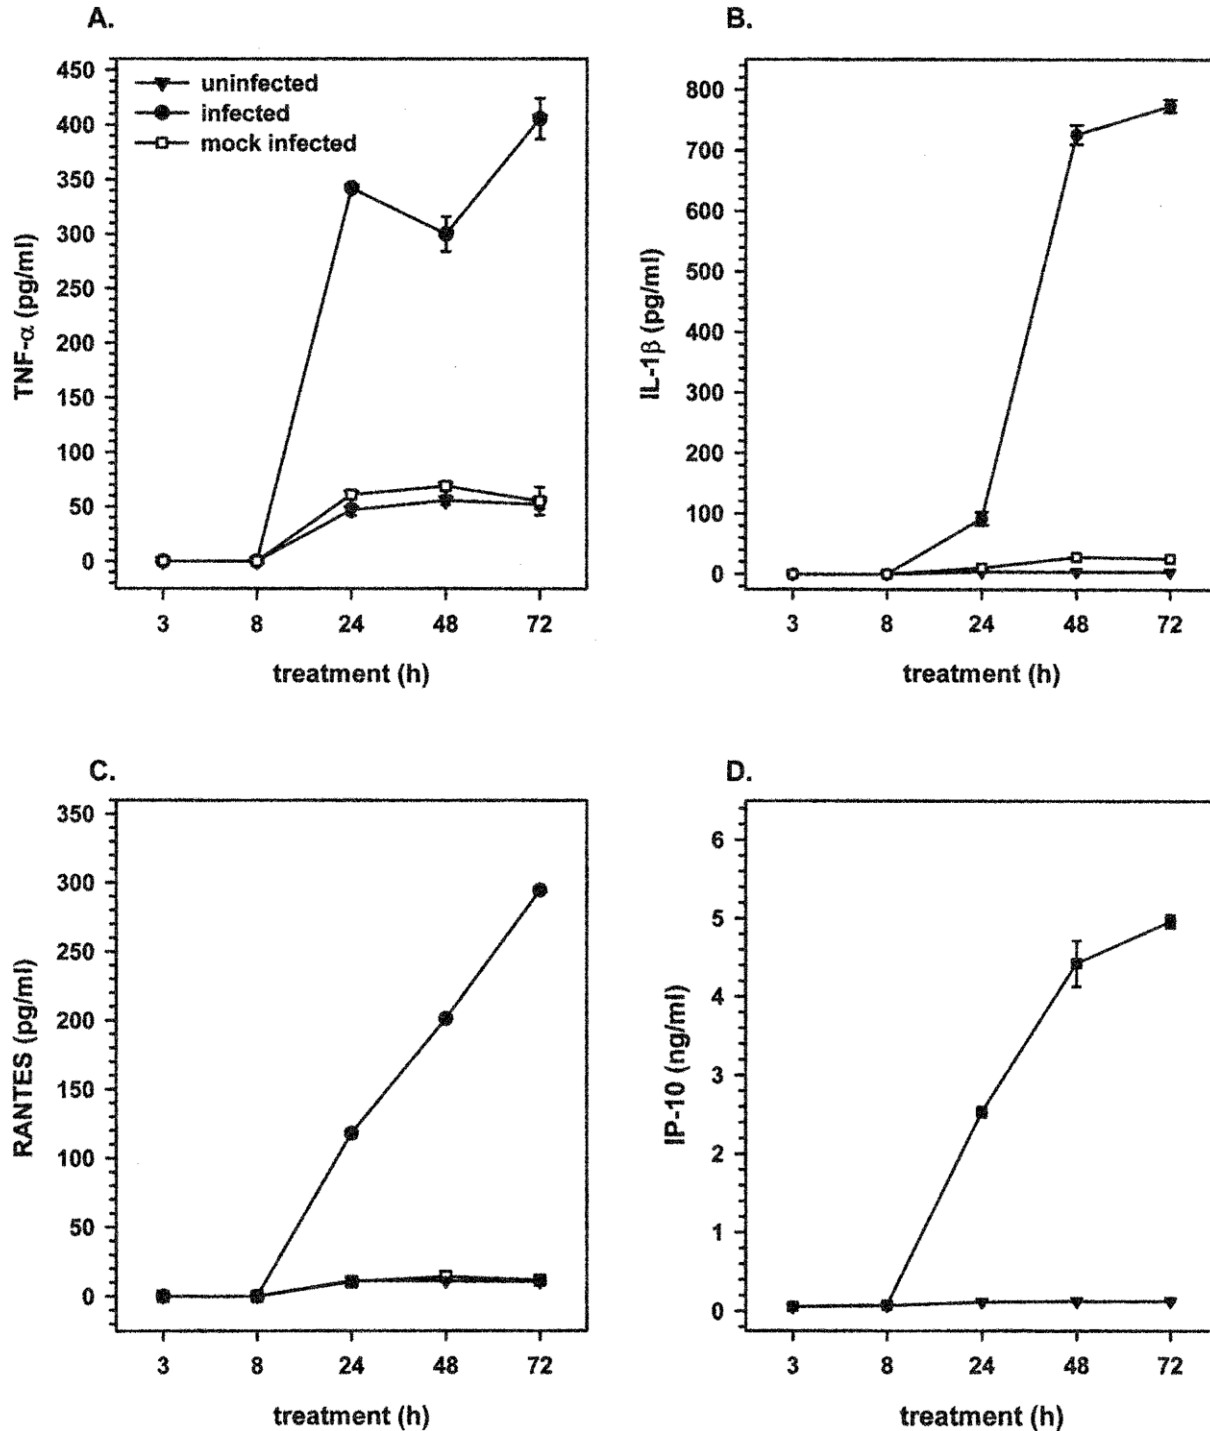 A.
450
400
350
300
250
200
150
100
50
0
TNF-α (pg/ml)
uninfected
infected
mock infected
3 8 24 48 72
treatment (h)
B.
800
700
600
500
400
300
200
100
0
IL-1β (pg/ml)
3 8 24 48 72
treatment (h)
C.
350
300
250
200
150
100
50
0
RANTES (pg/ml)
3 8 24 48 72
treatment (h)
D.
6
5
4
3
2
1
0
IP-10 (ng/ml)
3 8 24 48 72
treatment (h)